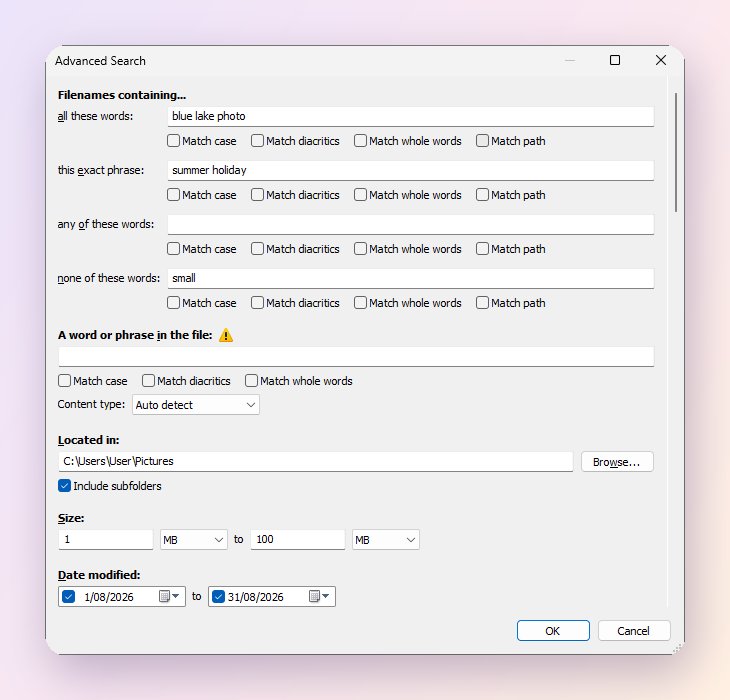 Advanced Search
Filenames containing...
all these words: blue lake photo
Match case Match diacritics Match whole words Match path
this exact phrase: summer holiday
Match case Match diacritics Match whole words Match path
any of these words:
Match case Match diacritics Match whole words Match path
none of these words: small
Match case Match diacritics Match whole words Match path
A word or phrase in the file:
Match case Match diacritics Match whole words
Content type: Auto detect
Located in:
C:\Users\User\Pictures Browse...
Include subfolders
Size:
1 MB to 100 MB
Date modified:
1/08/2026 to 31/08/2026
OK Cancel